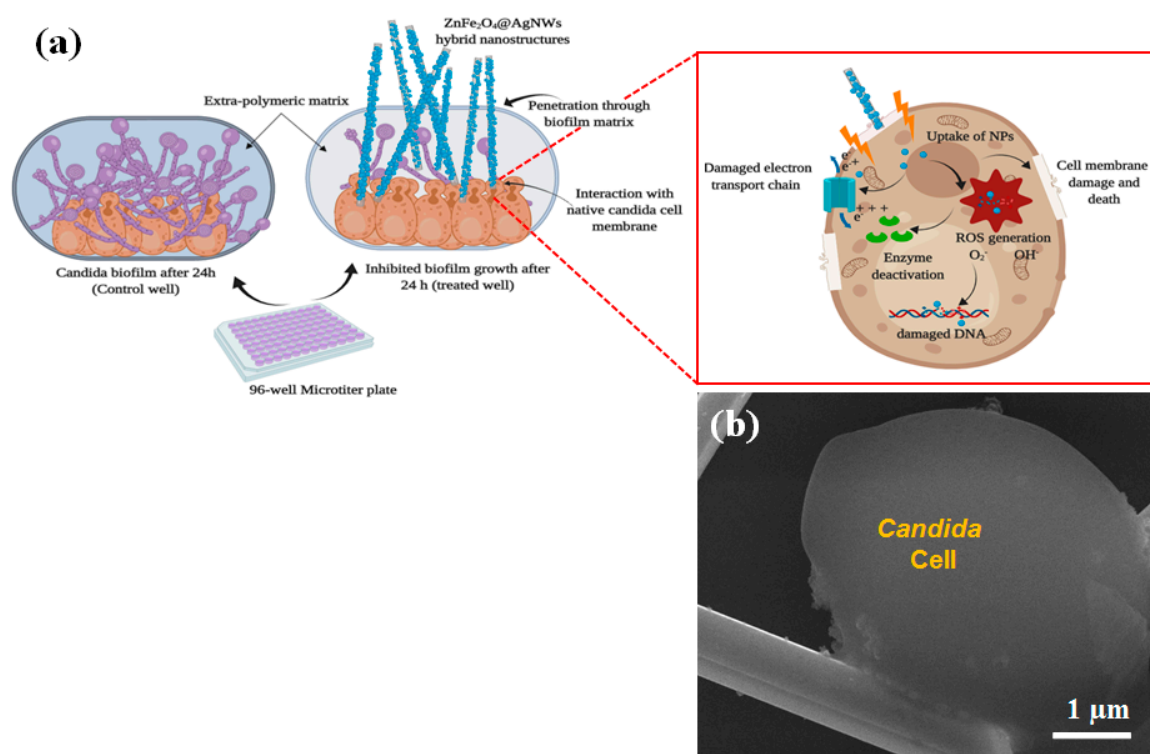 (a)
ZnFe₂O₄@AgNWs
hybrid nanostructures
Extra-polymeric matrix
Penetration through
biofilm matrix
Interaction with
native candida cell
membrane
Candida biofilm after 24h
(Control well)
Inhibited biofilm growth after
24 h (treated well)
96-well Microtiter plate
Uptake of NPs
Damaged electron
transport chain
e⁻+
e⁻+
+ + +
e⁻
Cell membrane
damage and
death
ROS generation
O₂⁻ OH
Enzyme
deactivation
damaged DNA
(b)
Candida
Cell
1 µm